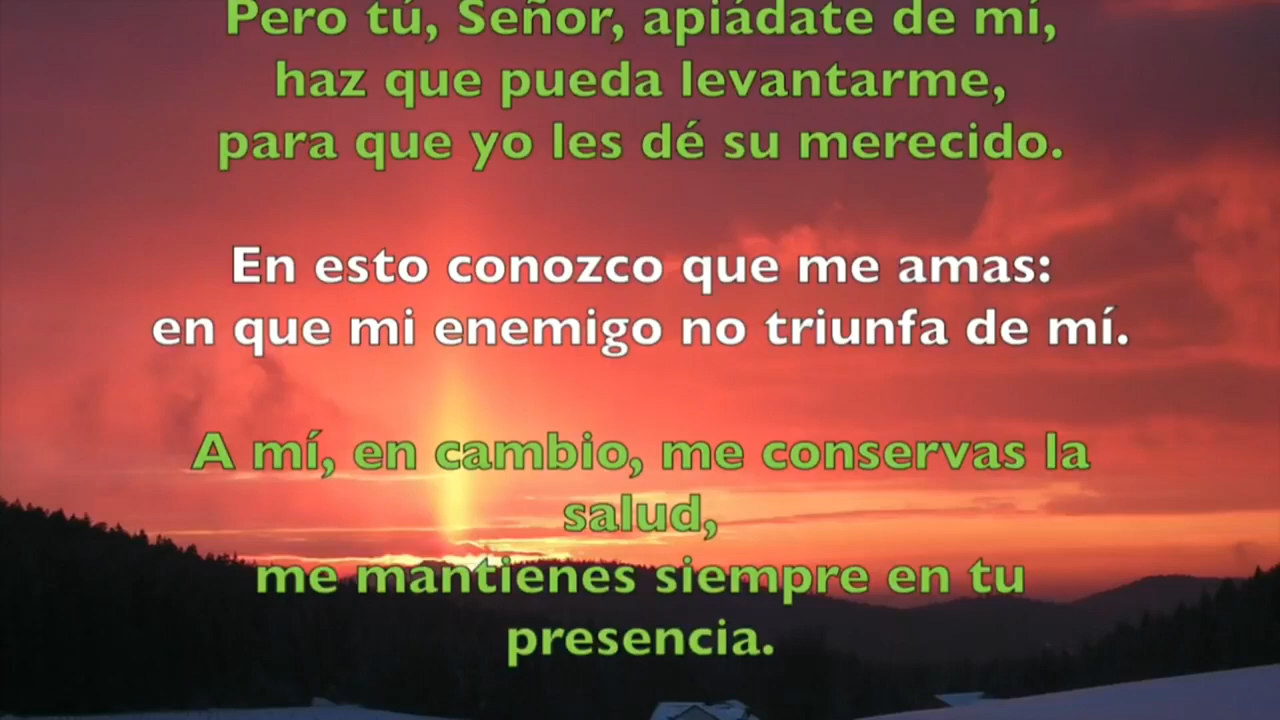 Pero tú, Señor, apiádate de mí,
haz que pueda levantarme,
para que yo les dé su merecido.
En esto conozco que me amas:
en que mi enemigo no triunfa de mí.
A mí, en cambio, me conservas la
salud,
me mantienes siempre en tu
presencia.